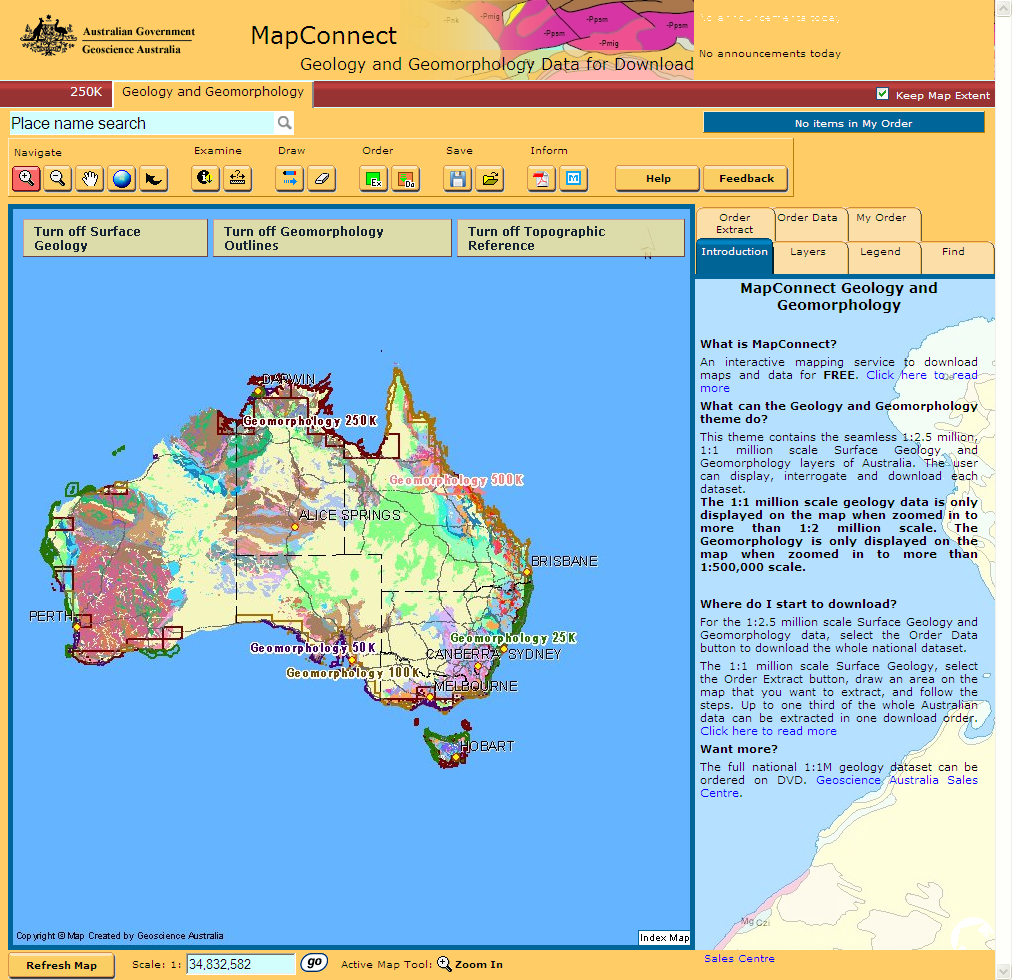 Australian Government
Geoscience Australia
MapConnect
Geology and Geomorphology Data for Download
-Pmig
-Ppsm
-Ppsm
-Ppsm
-Pmig
No announcements today
No announcements today
250K
Geology and Geomorphology
Keep Map Extent
Place name search
No items in My Order
Navigate
Examine
Draw
Order
Save
Inform
Ex
Da
M
Help
Feedback
Turn off Surface
Geology
Turn off Geomorphology
Outlines
Turn off Topographic
Reference
N
Order
Extract
Order Data
My Order
Introduction
Layers
Legend
Find
DARWIN
Geomorphology 250K
Geomorphology 500K
ALICE SPRINGS
BRISBANE
PERTH
Geomorphology 25K
Geomorphology 50K
CANBERRA
SYDNEY
Geomorphology 100K
MELBOURNE
HOBART
Copyright © Map Created by Geoscience Australia
Index Map
MapConnect Geology and
Geomorphology
What is MapConnect?
An interactive mapping service to download
maps and data for FREE. Click here to read
more
What can the Geology and Geomorphology
theme do?
This theme contains the seamless 1:2.5 million,
1:1 million scale Surface Geology and
Geomorphology layers of Australia. The user
can display, interrogate and download each
dataset.
The 1:1 million scale geology data is only
displayed on the map when zoomed in to
more than 1:2 million scale. The
Geomorphology is only displayed on the
map when zoomed in to more than
1:500,000 scale.
Where do I start to download?
For the 1:2.5 million scale Surface Geology and
Geomorphology data, select the Order Data
button to download the whole national dataset.
The 1:1 million scale Surface Geology, select
the Order Extract button, draw an area on the
map that you want to extract, and follow the
steps. Up to one third of the whole Australian
data can be extracted in one download order.
Click here to read more
Want more?
The full national 1:1M geology dataset can be
ordered on DVD. Geoscience Australia Sales
Centre.
Mg Czi
Sales Centre
Refresh Map
Scale: 1:
34,832,582
go
Active Map Tool:
Zoom In